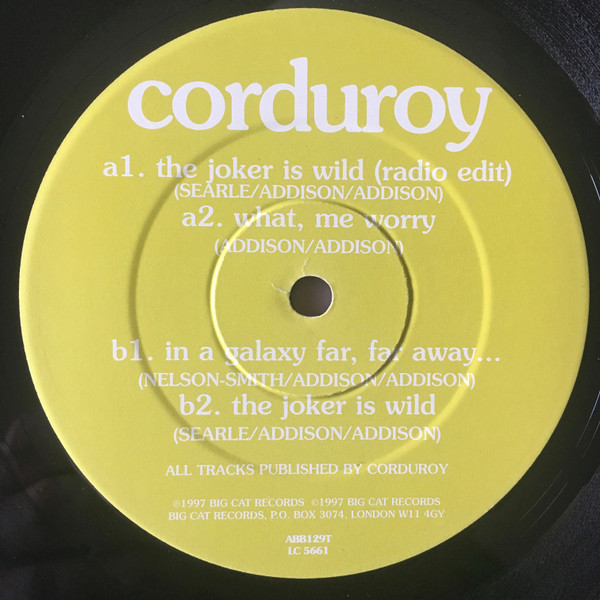 corduroy
a1. the joker is wild (radio edit)
(SEARLE/ADDISON/ADDISON)
a2. what, me worry
(ADDISON/ADDISON)
b1. in a galaxy far, far away...
(NELSON-SMITH/ADDISON/ADDISON)
b2. the joker is wild
(SEARLE/ADDISON/ADDISON)
ALL TRACKS PUBLISHED BY CORDUROY
℗1997 BIG CAT RECORDS ©1997 BIG CAT RECORDS
BIG CAT RECORDS, P.O. BOX 3074, LONDON W11 4GY
ABB129T
LC 5661